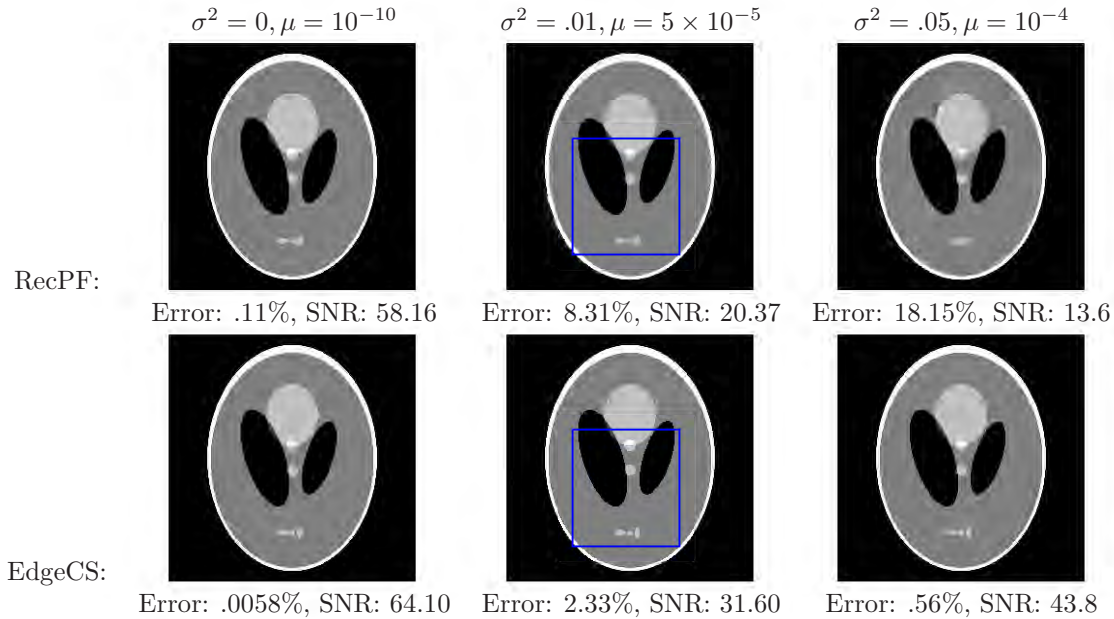 σ² = 0, μ = 10⁻¹⁰
σ² = .01, μ = 5 × 10⁻⁵
σ² = .05, μ = 10⁻⁴
RecPF:
Error: .11%, SNR: 58.16
Error: 8.31%, SNR: 20.37
Error: 18.15%, SNR: 13.6
EdgeCS:
Error: .0058%, SNR: 64.10
Error: 2.33%, SNR: 31.60
Error: .56%, SNR: 43.8